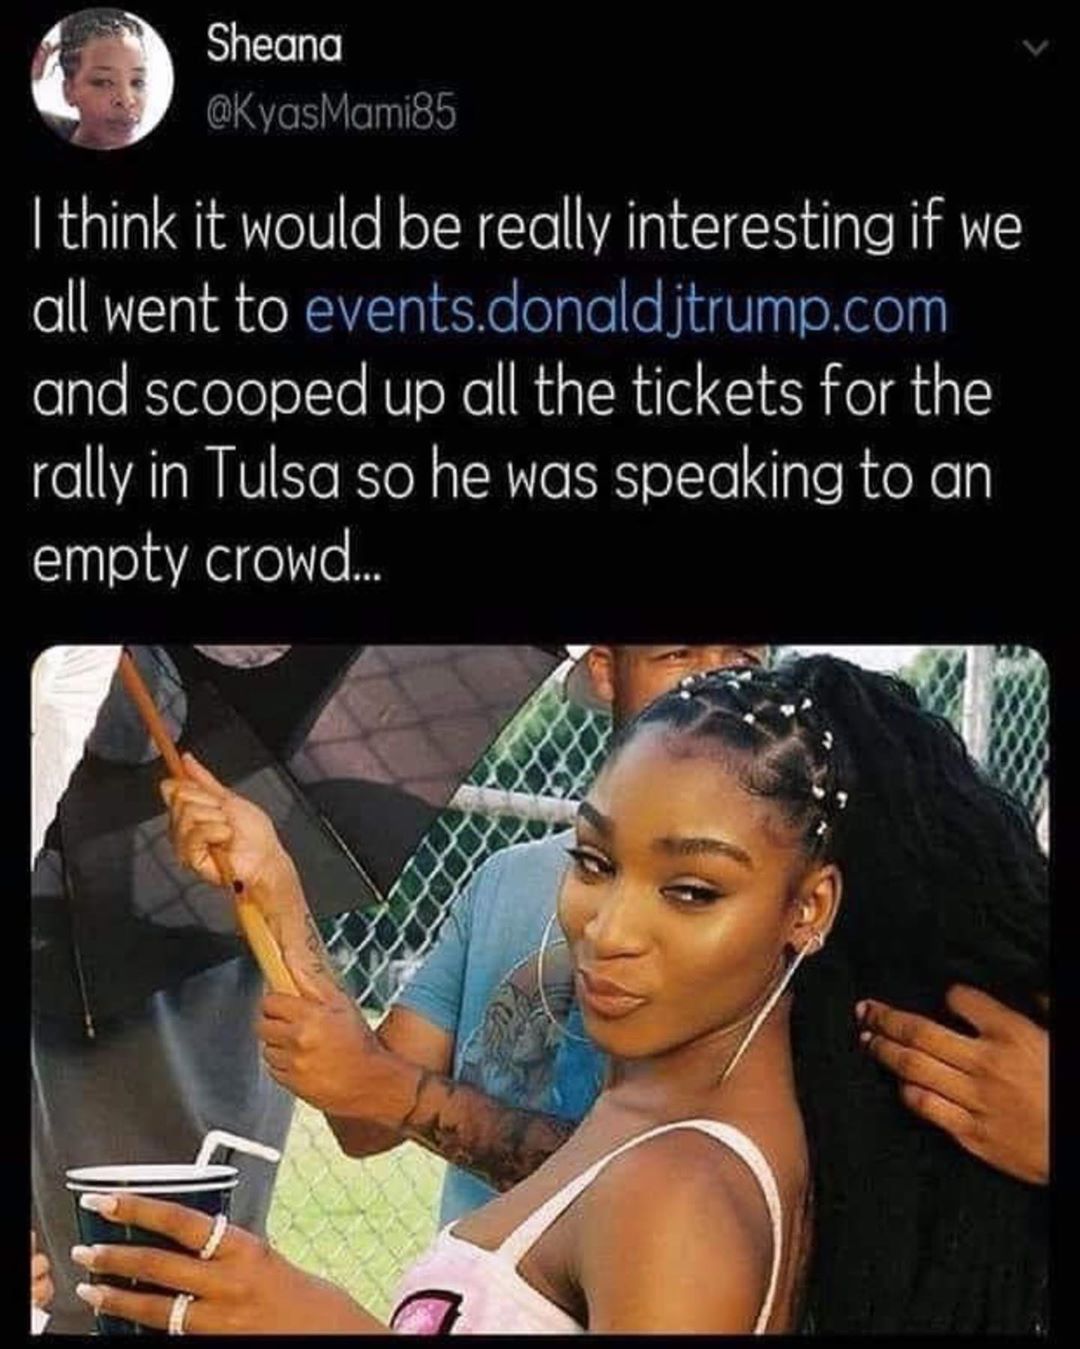 Sheana
@KyasMami85
I think it would be really interesting if we
all went to events.donaldjtrump.com
and scooped up all the tickets for the
rally in Tulsa so he was speaking to an
empty crowd...